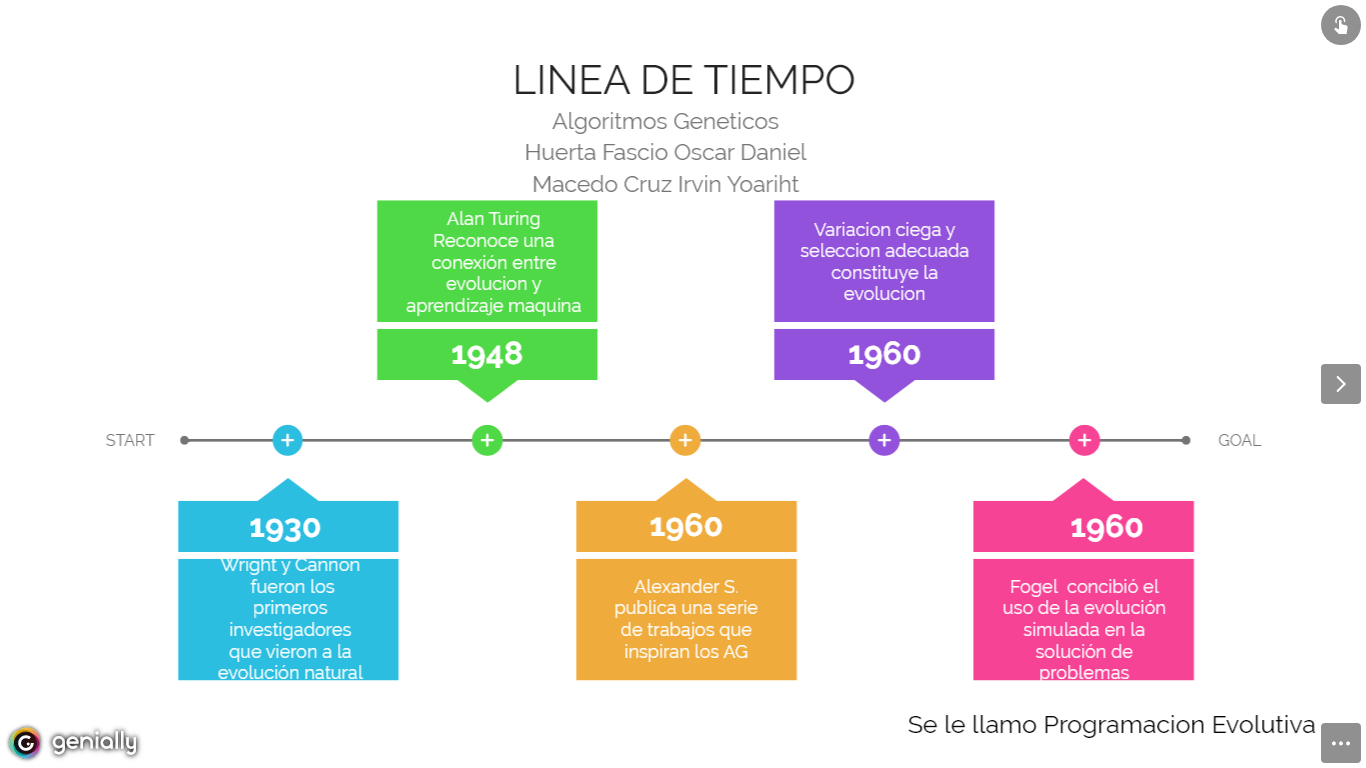 LINEA DE TIEMPO
Algoritmos Geneticos
Huerta Fascio Oscar Daniel
Macedo Cruz Irvin Yoariht
Alan Turing
Reconoce una
conexión entre
evolucion y
aprendizaje maquina
1948
Variacion ciega y
seleccion adecuada
constituye la
evolucion
1960
START
GOAL
1930
Wright y Cannon
fueron los
primeros
investigadores
que vieron a la
evolución natural
1960
Alexander S.
publica una serie
de trabajos que
inspiran los AG
1960
Fogel concibió el
uso de la evolución
simulada en la
solución de
problemas
Se le llamo Programacion Evolutiva
genially